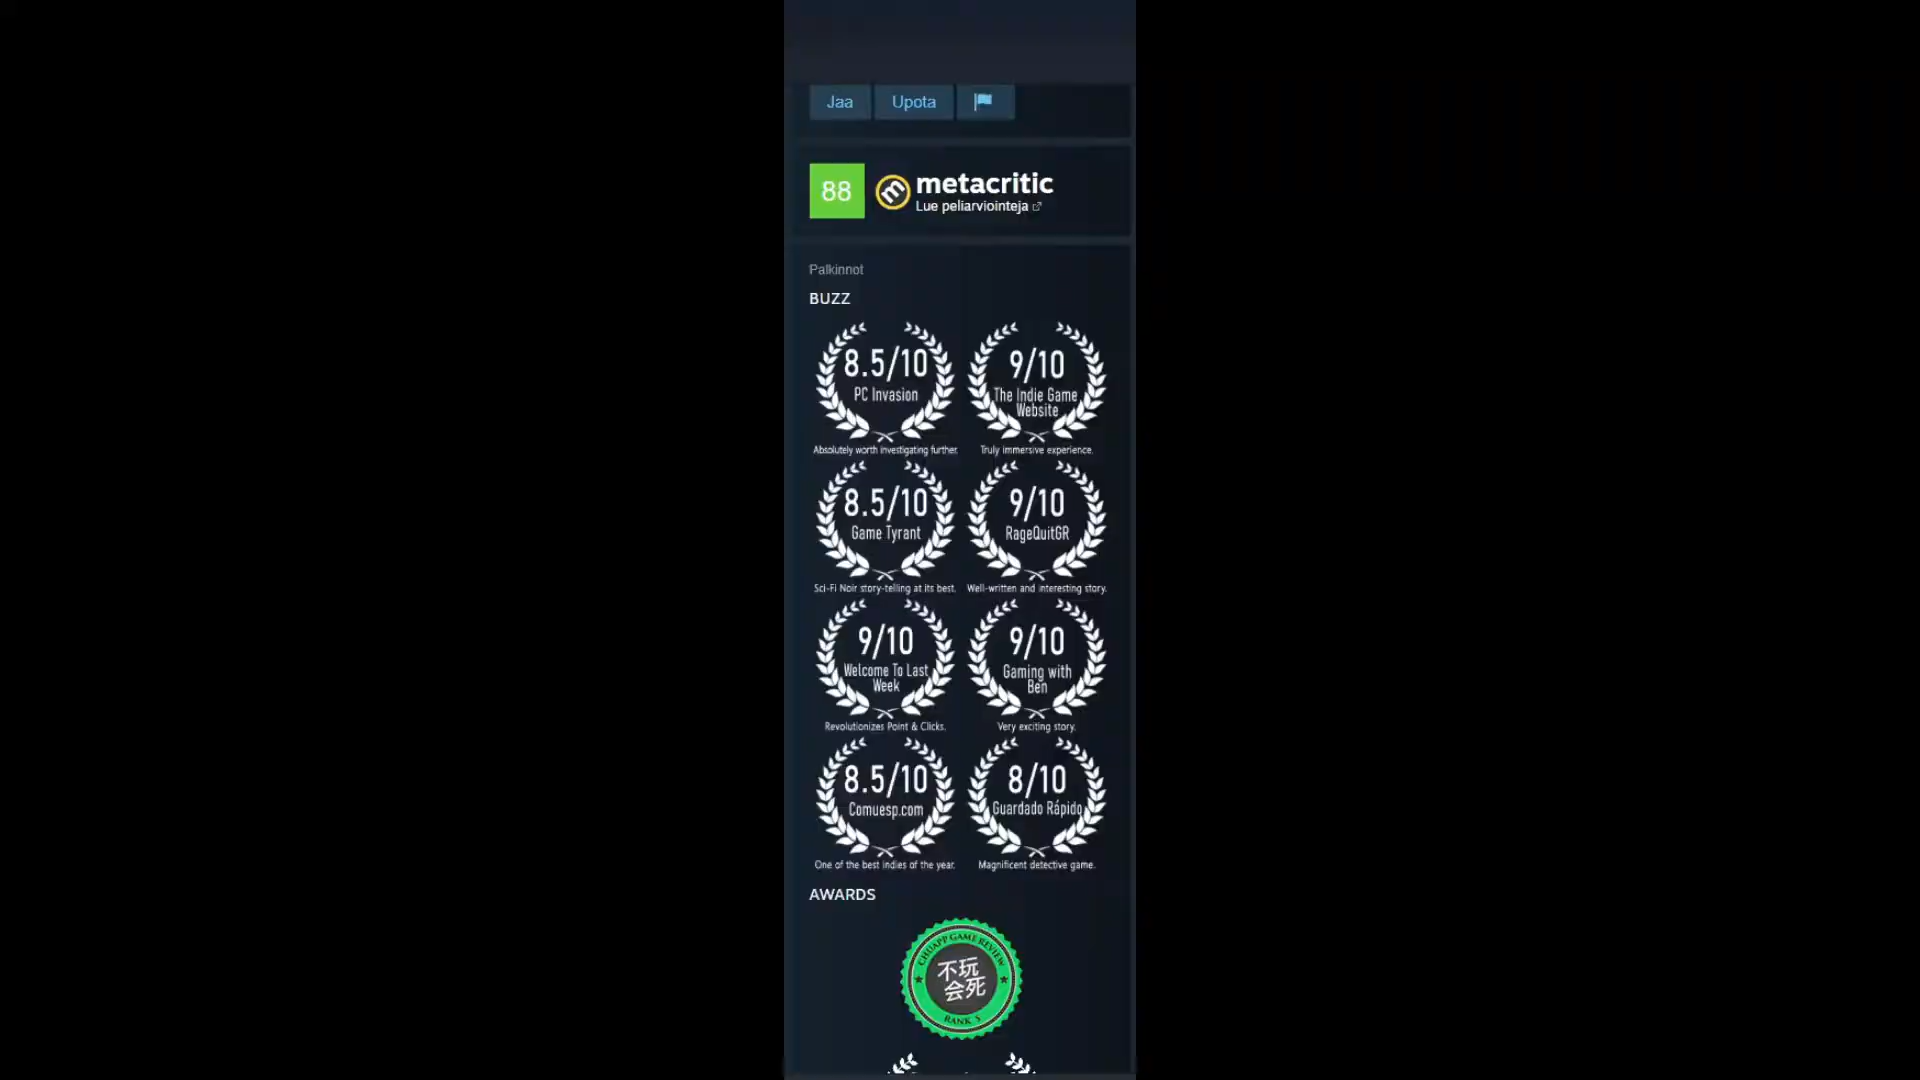 Jaa Upota
88 metacritic
Lue peliarviointeja
Palkinnot
BUZZ
8.5/10
PC Invasion
Absolutely worth investigating further.
9/10
The Indie Game
Website
Truly immersive experience.
8.5/10
Game Tyrant
Sci-Fi Noir story-telling at its best.
9/10
RageQuitGR
Well-written and interesting story.
9/10
Welcome To Last
Week
Revolutionizes Point & Clicks.
9/10
Gaming with
Ben
Very exciting story.
8.5/10
Comuesp.com
One of the best indies of the year.
8/10
Guardado Rápido
Magnificent detective game.
AWARDS
CHUAPP GAME REVIEW
不玩
会死
RANK S